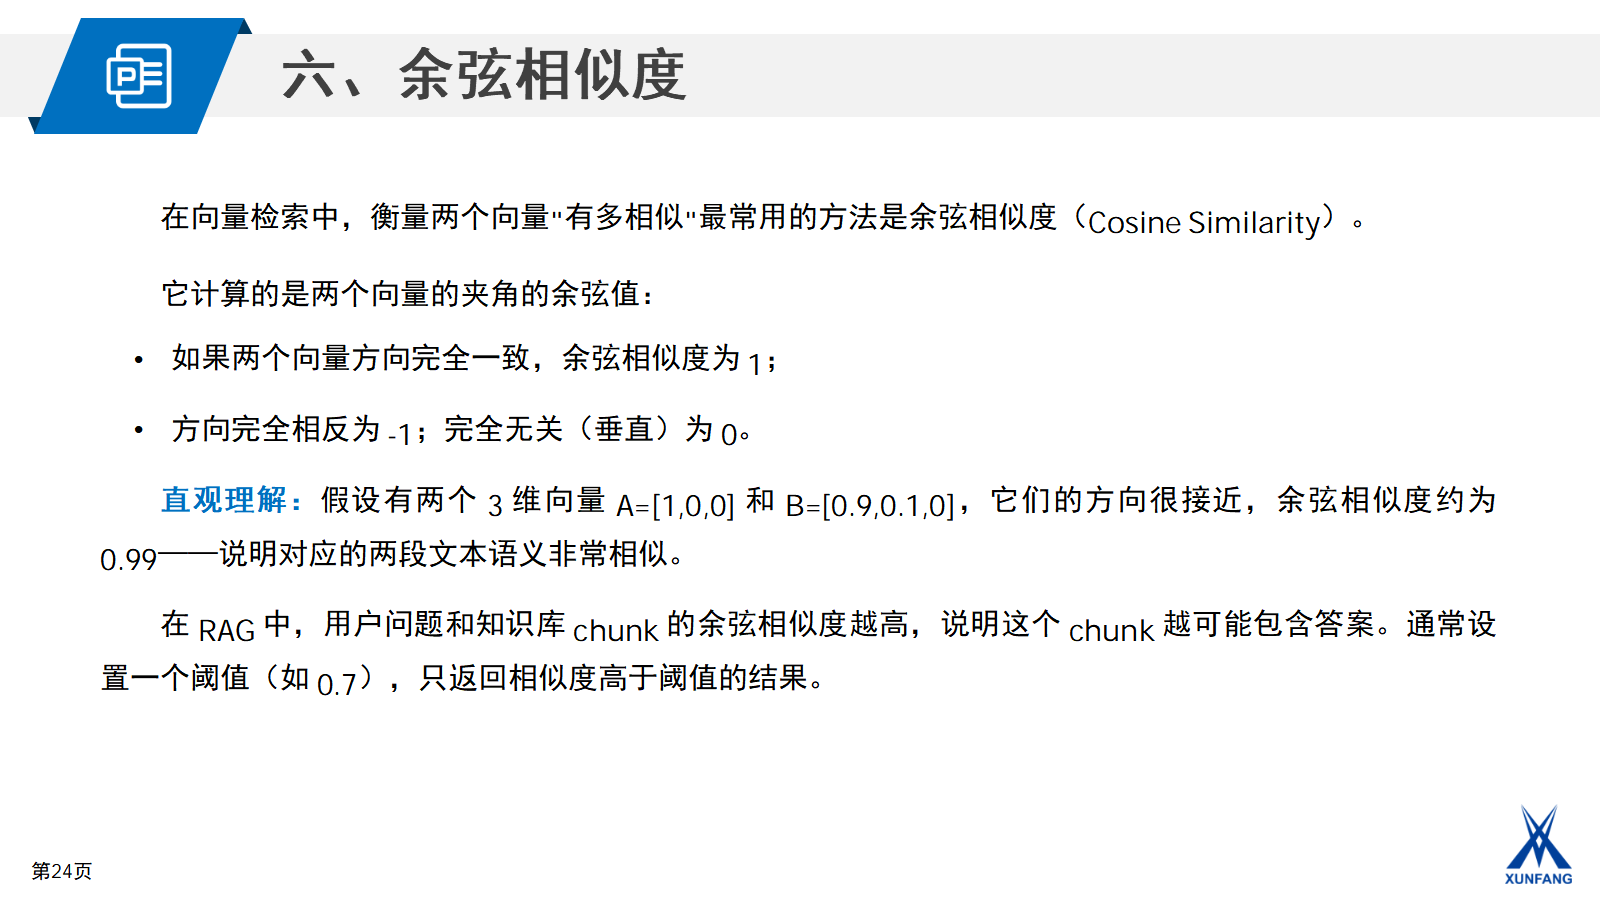 六、余弦相似度
在向量检索中，衡量两个向量"有多相似"最常用的方法是余弦相似度（Cosine Similarity）。
它计算的是两个向量的夹角的余弦值：
• 如果两个向量方向完全一致，余弦相似度为 1；
• 方向完全相反为 -1；完全无关（垂直）为 0。
直观理解：假设有两个 3 维向量 A=[1,0,0] 和 B=[0.9,0.1,0]，它们的方向很接近，余弦相似度约为
0.99——说明对应的两段文本语义非常相似。
在 RAG 中，用户问题和知识库 chunk 的余弦相似度越高，说明这个 chunk 越可能包含答案。通常设
置一个阈值（如 0.7），只返回相似度高于阈值的结果。
第24页
XUNFANG